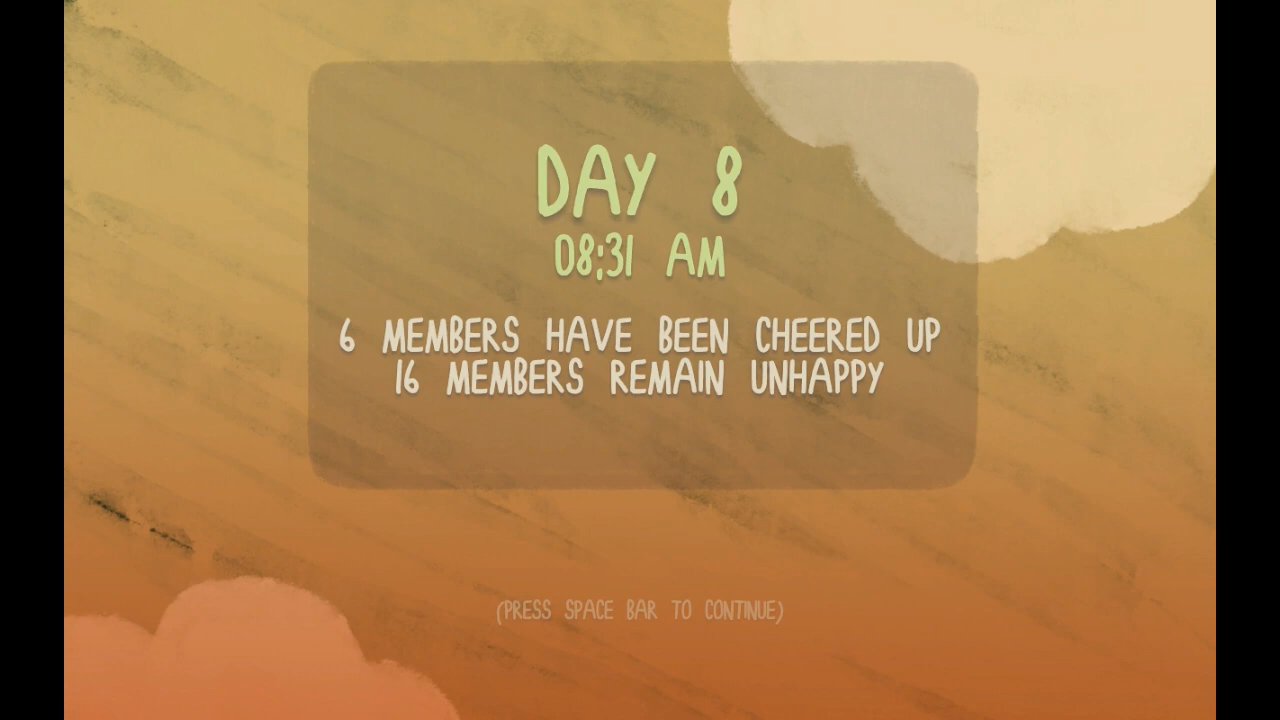 DAY 8
08:31 AM
6 MEMBERS HAVE BEEN CHEERED UP
16 MEMBERS REMAIN UNHAPPY
(PRESS SPACE BAR TO CONTINUE)